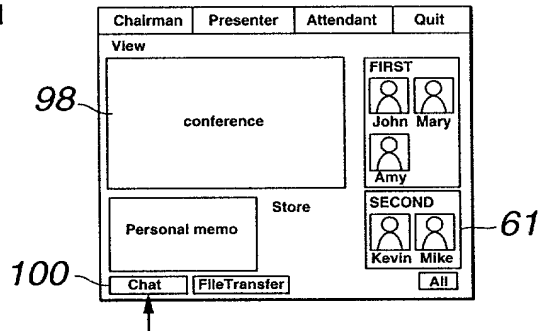 Chairman Presenter Attendant Quit
View
98
conference
FIRST
John Mary
Amy
Store
Personal memo
SECOND
Kevin Mike
61
100
Chat FileTransfer All